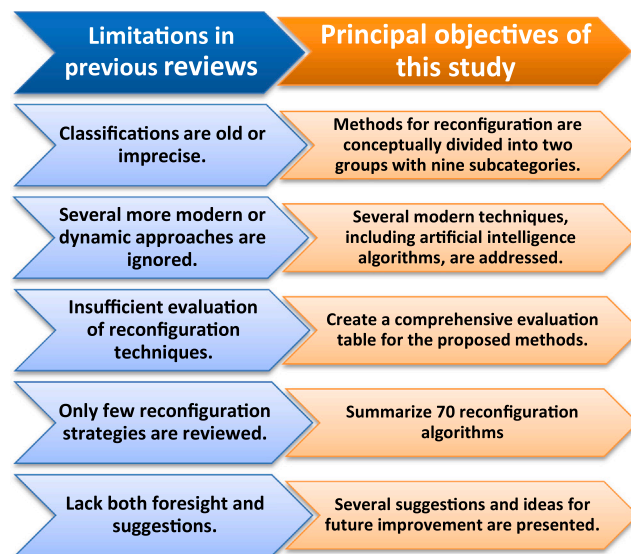 Limitations in
previous reviews
Principal objectives of
this study
Classifications are old or
imprecise.
Methods for reconfiguration are
conceptually divided into two
groups with nine subcategories.
Several more modern or
dynamic approaches are
ignored.
Several modern techniques,
including artificial intelligence
algorithms, are addressed.
Insufficient evaluation
of reconfiguration
techniques.
Create a comprehensive evaluation
table for the proposed methods.
Only few reconfiguration
strategies are reviewed.
Summarize 70 reconfiguration
algorithms
Lack both foresight and
suggestions.
Several suggestions and ideas for
future improvement are presented.